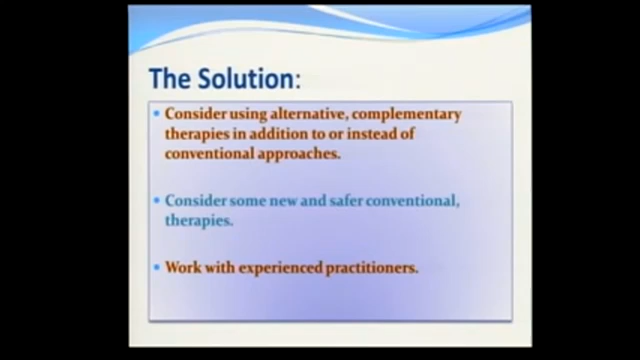 The Solution:
Consider using alternative, complementary
therapies in addition to or instead of
conventional approaches.
Consider some new and safer conventional,
therapies.
Work with experienced practitioners.